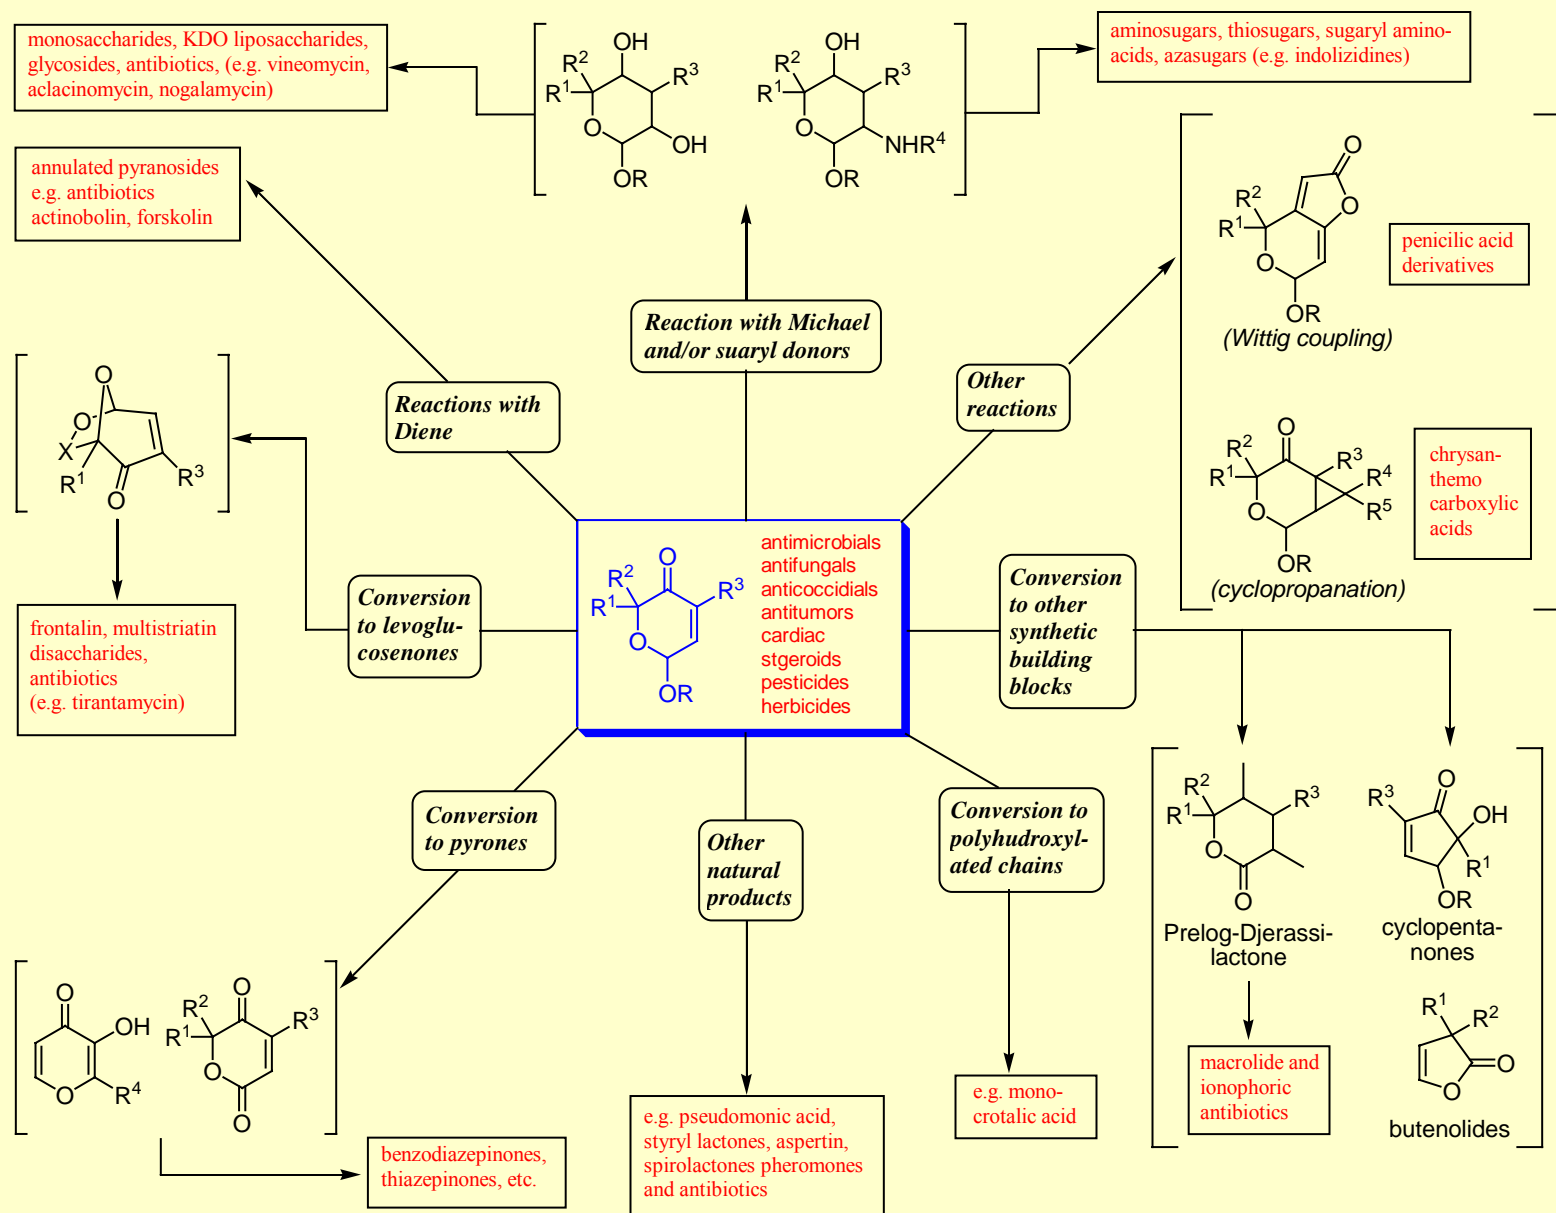 monosaccharides, KDO liposaccharides,
glycosides, antibiotics, (e.g. vineomycin,
aclacinomycin, nogalamycin)
OH
R²
R¹
R³
O
OH
OR
OH
R²
R¹
R³
O
NHR⁴
OR
aminosugars, thiosugars, sugaryl amino-
acids, azasugars (e.g. indolizidines)
annulated pyranosides
e.g. antibiotics
actinobolin, forskolin
O
R²
R¹
O
O
OR
(Wittig coupling)
penicilic acid
derivatives
Reaction with Michael
and/or suaryl donors
Other
reactions
Reactions with
Diene
O
O
X
R¹
O
R³
O
R²
R¹
R³
R⁴
R⁵
O
OR
(cyclopropanation)
chrysan-
themo
carboxylic
acids
frontalin, multistriatin
disaccharides,
antibiotics
(e.g. tirantamycin)
Conversion
to levoglu-
cosenones
O
R²
R¹
R³
O
OR
antimicrobials
antifungals
anticoccidials
antitumors
cardiac
stgeroids
pesticides
herbicides
Conversion
to other
synthetic
building
blocks
Conversion
to pyrones
Other
natural
products
Conversion to
polyhudroxyl-
ated chains
R²
R¹
R³
O
O
Prelog-Djerassi-
lactone
O
R³
OH
R¹
OR
cyclopenta-
nones
O
OH
O
R⁴
O
R²
R¹
R³
O
O
R¹
R²
O
O
butenolides
macrolide and
ionophoric
antibiotics
e.g. mono-
crotalic acid
e.g. pseudomonic acid,
styryl lactones, aspertin,
spirolactones pheromones
and antibiotics
benzodiazepinones,
thiazepinones, etc.